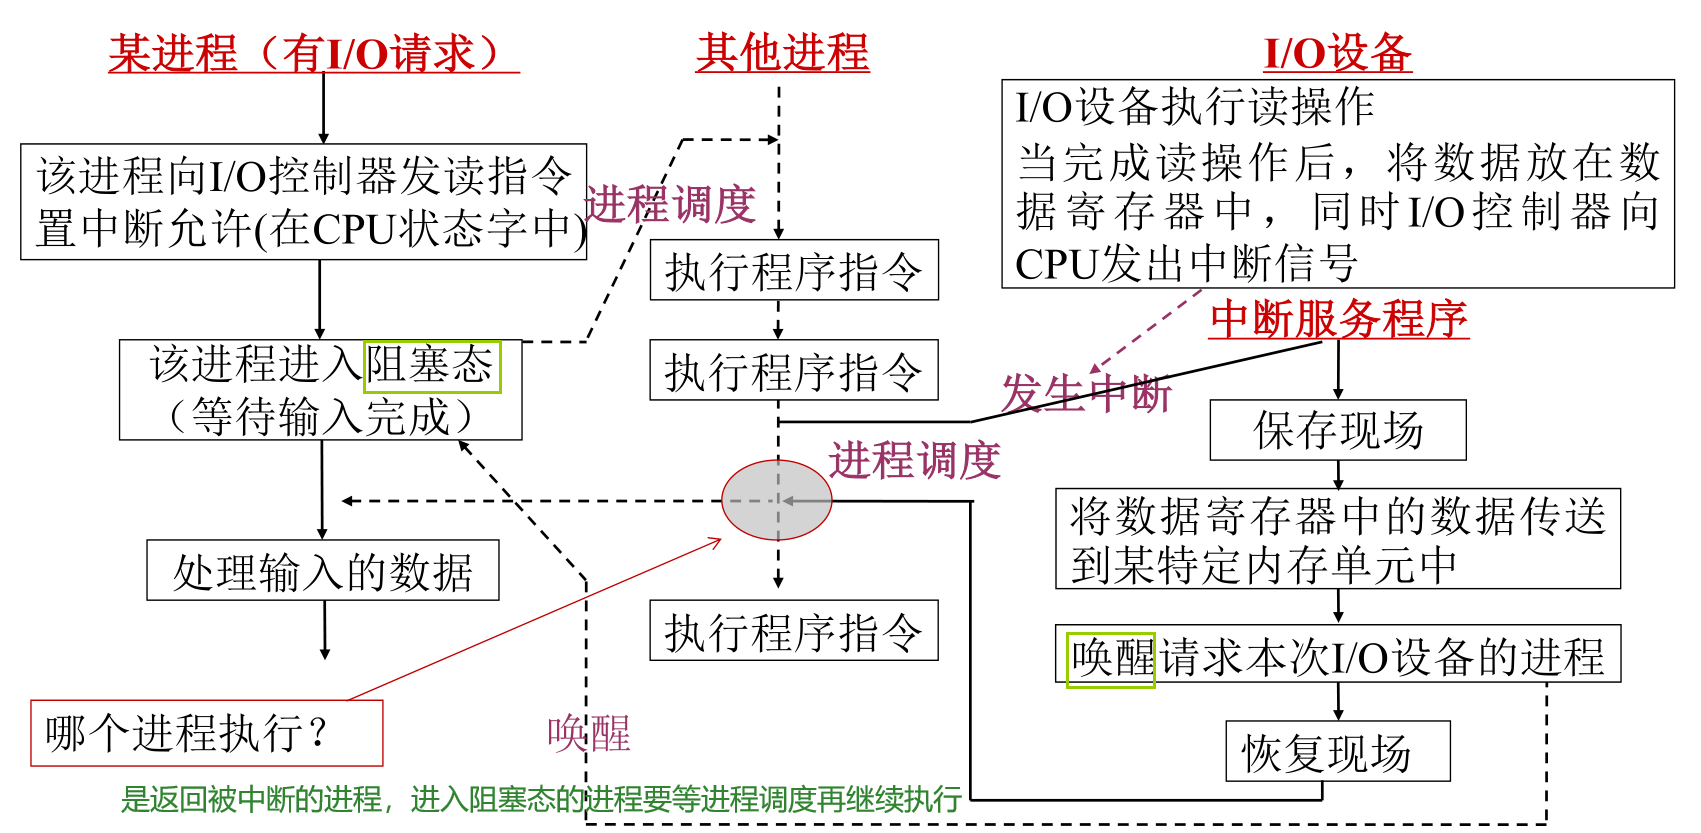 某进程（有I/O请求）
该进程向I/O控制器发读指令
置中断允许(在CPU状态字中)
该进程进入阻塞态
（等待输入完成）
处理输入的数据
哪个进程执行？
是返回被中断的进程，进入阻塞态的进程要等进程调度再继续执行
唤醒
进程调度
其他进程
执行程序指令
执行程序指令
进程调度
执行程序指令
I/O设备
I/O设备执行读操作
当完成读操作后，将数据放在数
据寄存器中，同时I/O控制器向
CPU发出中断信号
发生中断
中断服务程序
保存现场
将数据寄存器中的数据传送
到某特定内存单元中
唤醒请求本次I/O设备的进程
恢复现场